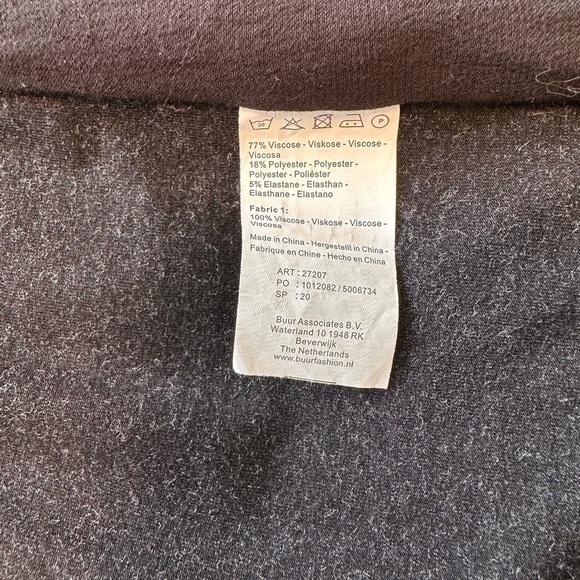 30 P
77% Viscose - Viskose - Viscose -
Viscosa
18% Polyester - Polyester -
Polyester - Poliéster
5% Elastane - Elasthan -
Elasthane - Elastano
Fabric 1:
100% Viscose - Viskose - Viscose -
Viscosa
Made in China - Hergestellt in China -
Fabrique en Chine - Hecho en China
ART : 27207
PO : 1012082 / 5006734
SP : 20
Buur Associates B.V.
Waterland 10 1948 RK
Beverwijk
The Netherlands
www.buurfashion.nl